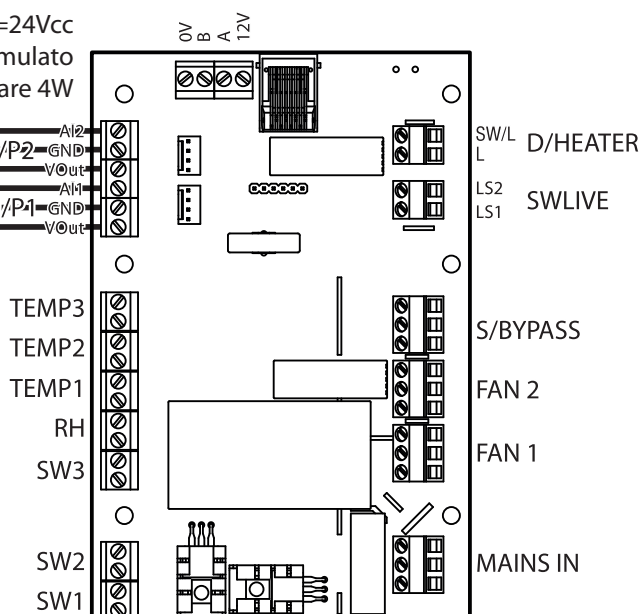 =24Vcc
mulato
are 4W
0V
B
A
12V
AI2
/P2 GND
VOut
AI1
/P1 GND
VOut
TEMP3
TEMP2
TEMP1
RH
SW3
SW2
SW1
SW/L
L
D/HEATER
LS2
LS1
SWLIVE
S/BYPASS
FAN 2
FAN 1
MAINS IN